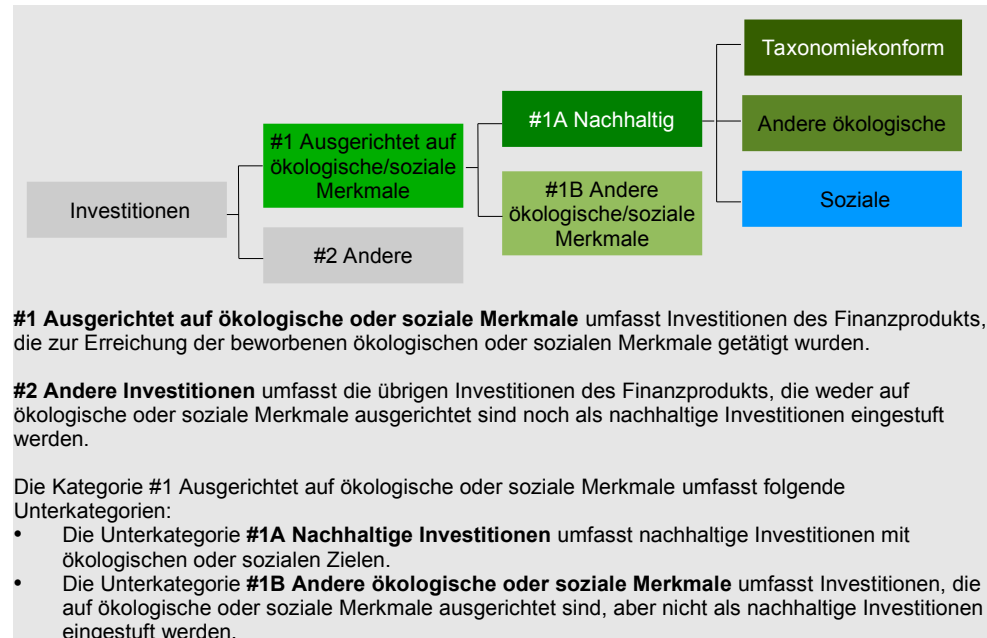 Taxonomiekonform
#1A Nachhaltig
Andere ökologische
#1 Ausgerichtet auf
ökologische/soziale
Merkmale
#1B Andere
ökologische/soziale
Merkmale
Soziale
Investitionen
#2 Andere
#1 Ausgerichtet auf ökologische oder soziale Merkmale umfasst Investitionen des Finanzprodukts,
die zur Erreichung der beworbenen ökologischen oder sozialen Merkmale getätigt wurden.
#2 Andere Investitionen umfasst die übrigen Investitionen des Finanzprodukts, die weder auf
ökologische oder soziale Merkmale ausgerichtet sind noch als nachhaltige Investitionen eingestuft
werden.
Die Kategorie #1 Ausgerichtet auf ökologische oder soziale Merkmale umfasst folgende
Unterkategorien:
• Die Unterkategorie #1A Nachhaltige Investitionen umfasst nachhaltige Investitionen mit
ökologischen oder sozialen Zielen.
• Die Unterkategorie #1B Andere ökologische oder soziale Merkmale umfasst Investitionen, die
auf ökologische oder soziale Merkmale ausgerichtet sind, aber nicht als nachhaltige Investitionen
eingestuft werden.